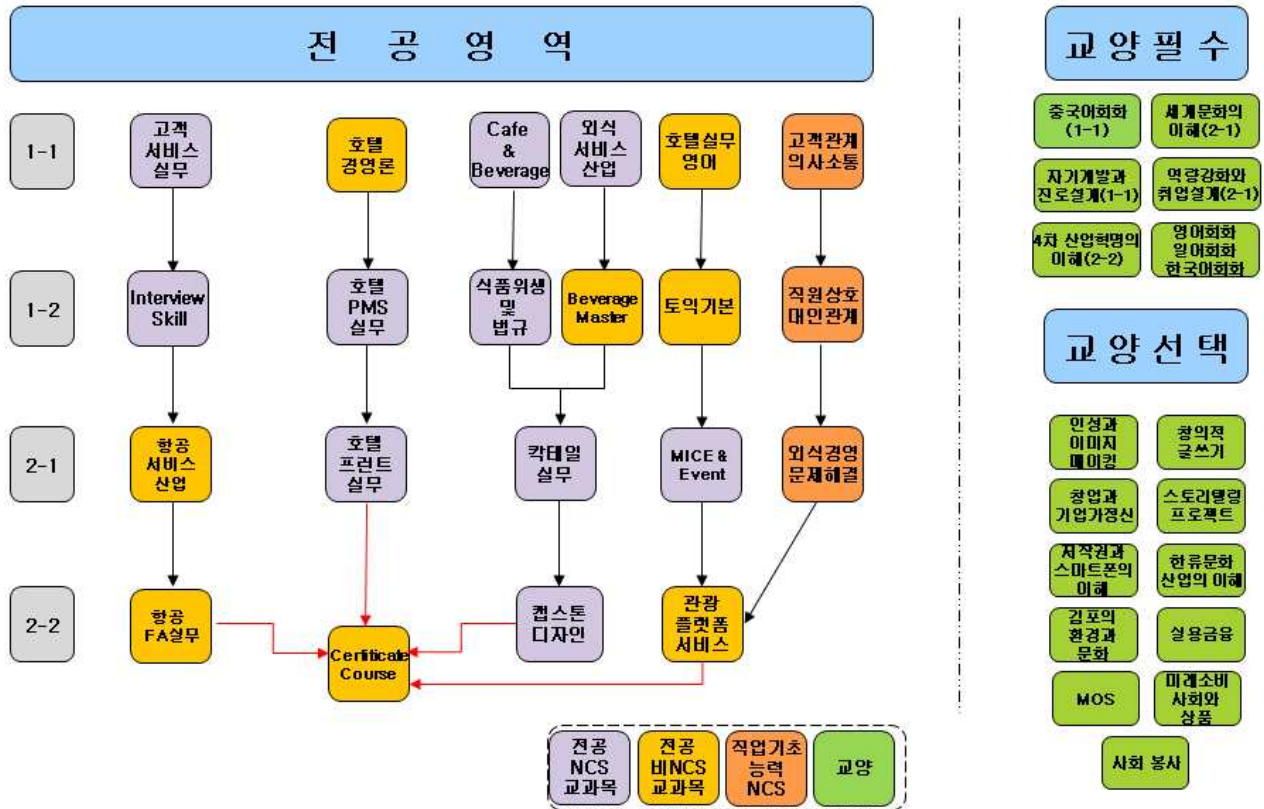 전 공 영 역
교 양 필 수
1-1
고객
서비스
실무
호텔
경영론
Cafe
&
Beverage
외식
서비스
산업
호텔실무
영어
고객관계
의사소통
중국어회화
(1-1)
세계문화의
이해(2-1)
자기개발과
진로설계(1-1)
역량강화와
취업설계(2-1)
4차 산업혁명의
이해(2-2)
영어회화
일어회화
한국어회화
1-2
Interview
Skill
호텔
PMS
실무
식품위생
및
법규
Beverage
Master
토익기본
직원상호
대인관계
교 양 선 택
2-1
항공
서비스
산업
호텔
프런트
실무
칵테일
실무
MICE &
Event
외식경영
문제해결
인성과
이미지
메이킹
창의적
글쓰기
창업과
기업가정신
스토리텔링
프로젝트
저작권과
스마트폰의
이해
한류문화
산업의 이해
2-2
항공
FA실무
Certificate
Course
캡스톤
디자인
관광
플랫폼
서비스
김포의
환경과
문화
실용금융
MOS
미래소비
사회와
상품
사회 봉사
전공
NCS
교과목
전공
비NCS
교과목
직업기초
능력
NCS
교양